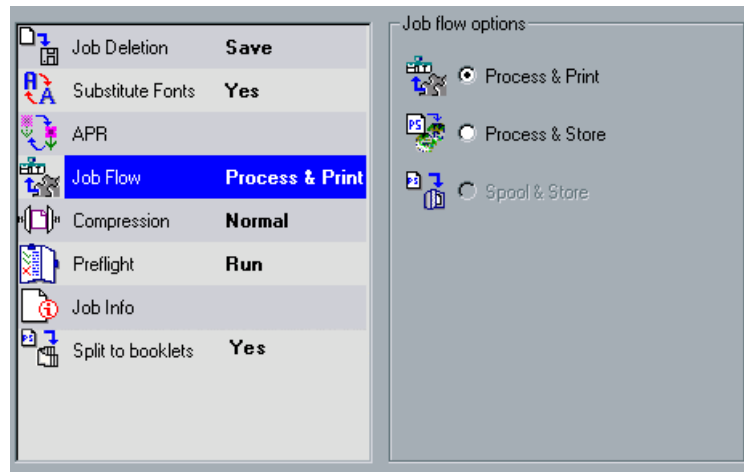 Job Deletion Save
Substitute Fonts Yes
APR
Job Flow Process & Print
Compression Normal
Preflight Run
Job Info
Split to booklets Yes
Job flow options
Process & Print
Process & Store
Spool & Store